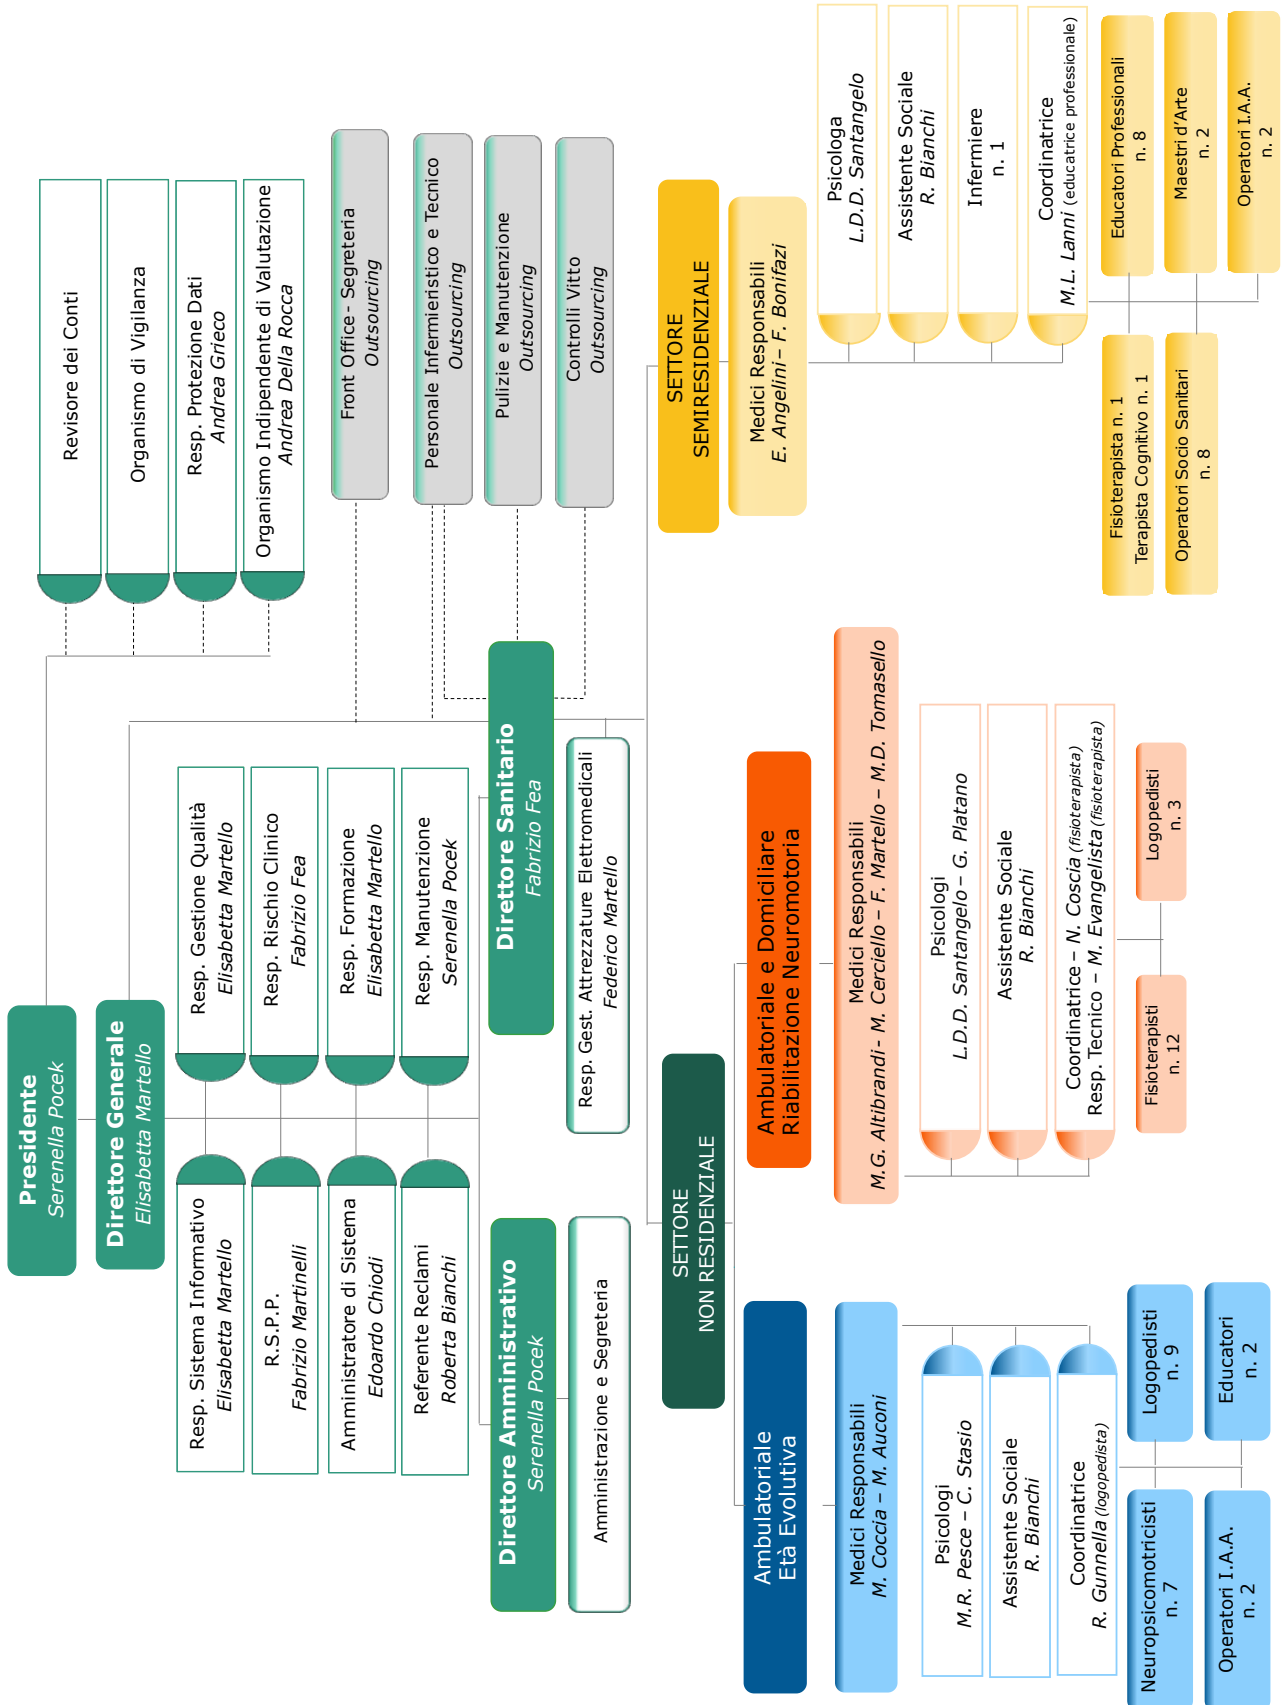 Presidente
Serenella Pocek
Direttore Generale
Elisabetta Martello
Revisore dei Conti
Organismo di Vigilanza
Resp. Protezione Dati
Andrea Grieco
Organismo Indipendente di Valutazione
Andrea Della Rocca
Resp. Sistema Informativo
Elisabetta Martello
R.S.P.P.
Fabrizio Martinelli
Amministratore di Sistema
Edoardo Chiodi
Referente Reclami
Roberta Bianchi
Resp. Gestione Qualità
Elisabetta Martello
Resp. Rischio Clinico
Fabrizio Fea
Resp. Formazione
Elisabetta Martello
Resp. Manutenzione
Serenella Pocek
Front Office - Segreteria
Outsourcing
Personale Infermieristico e Tecnico
Outsourcing
Pulizie e Manutenzione
Outsourcing
Controlli Vitto
Outsourcing
Direttore Amministrativo
Serenella Pocek
Amministrazione e Segreteria
Direttore Sanitario
Fabrizio Fea
Resp. Gest. Attrezzature Elettromedicali
Federico Martello
SETTORE
NON RESIDENZIALE
SETTORE
SEMIRESIDENZIALE
Ambulatoriale
Età Evolutiva
Medici Responsabili
M. Coccia – M. Auconi
Psicologi
M.R. Pesce – C. Stasio
Assistente Sociale
R. Bianchi
Coordinatrice
R. Gunnella (logopedista)
Neuropsicomotricisti
n. 7
Logopedisti
n. 9
Operatori I.A.A.
n. 2
Educatori
n. 2
Ambulatoriale e Domiciliare
Riabilitazione Neuromotoria
Medici Responsabili
M.G. Altibrandi - M. Cerciello – F. Martello – M.D. Tomasello
Psicologi
L.D.D. Santangelo – G. Platano
Assistente Sociale
R. Bianchi
Coordinatrice – N. Coscia (fisioterapista)
Resp. Tecnico – M. Evangelista (fisioterapista)
Fisioterapisti
n. 12
Logopedisti
n. 3
Medici Responsabili
E. Angelini – F. Bonifazi
Psicologa
L.D.D. Santangelo
Assistente Sociale
R. Bianchi
Infermiere
n. 1
Coordinatrice
M.L. Lanni (educatrice professionale)
Fisioterapista n. 1
Terapista Cognitivo n. 1
Educatori Professionali
n. 8
Operatori Socio Sanitari
n. 8
Maestri d'Arte
n. 2
Operatori I.A.A.
n. 2